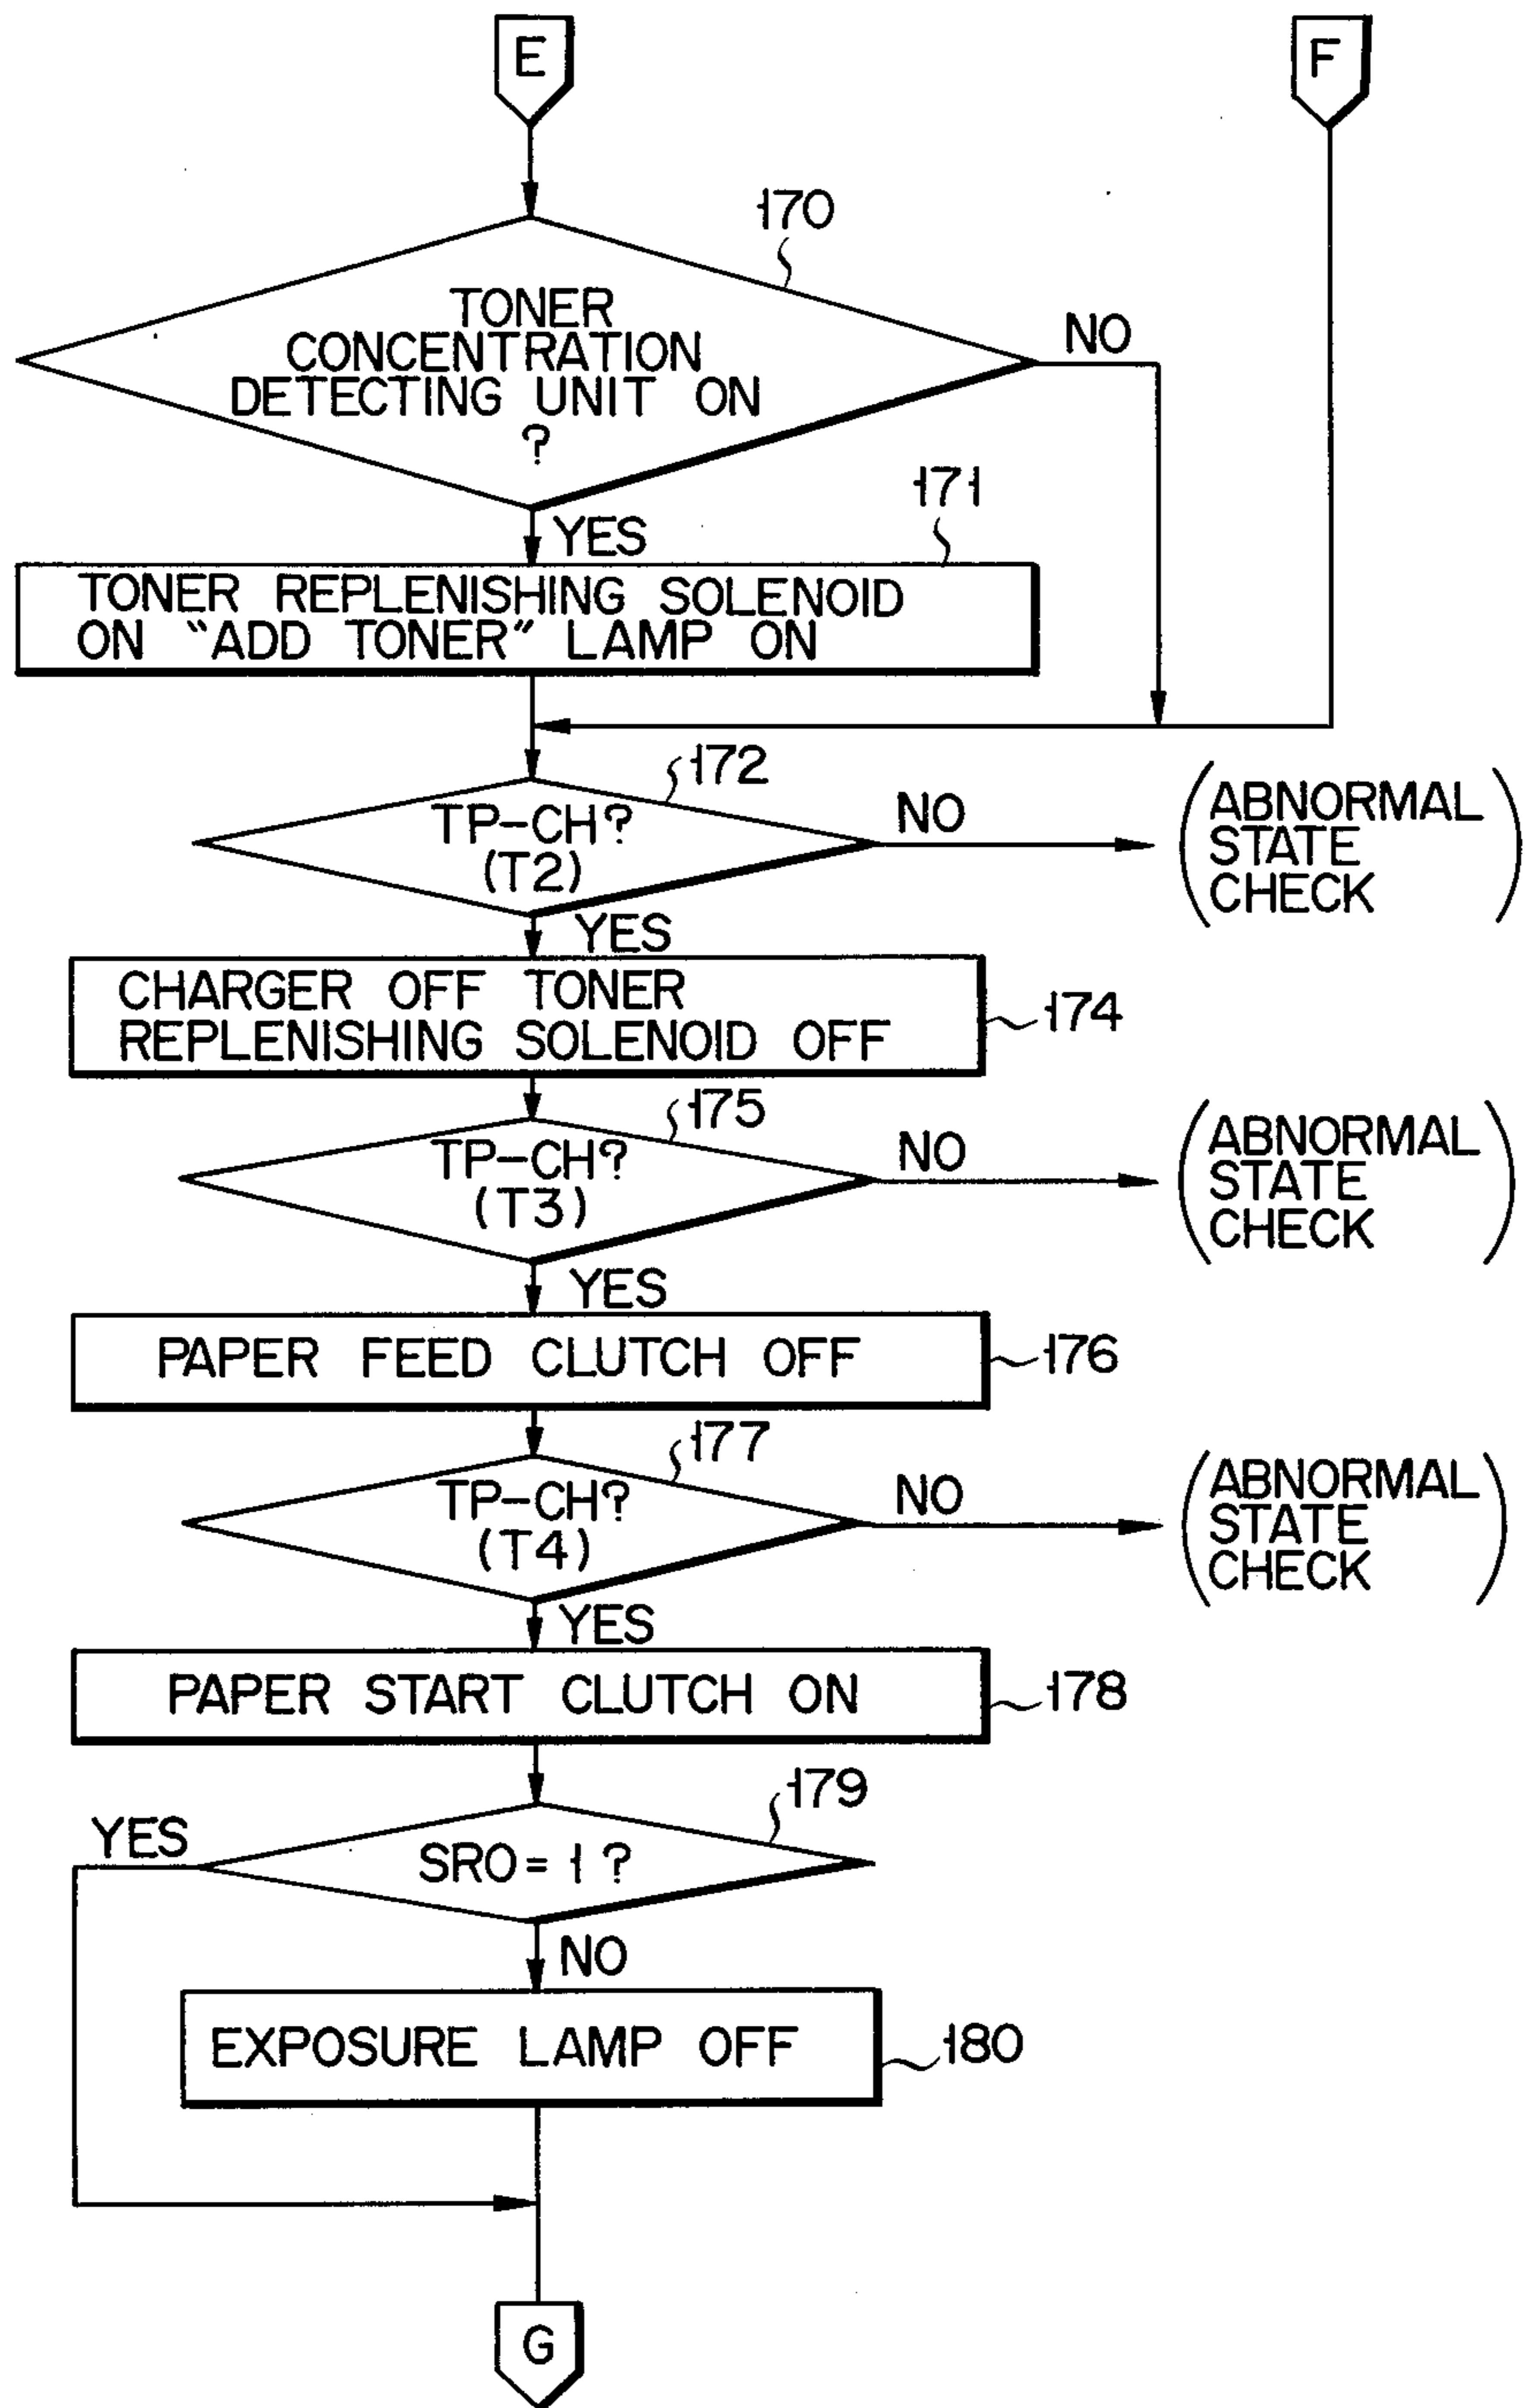 E
F
170
TONER
CONCENTRATION
DETECTING UNIT ON
?
NO
171
YES
TONER REPLENISHING SOLENOID
ON “ADD TONER” LAMP ON
172
TP-CH?
(T2)
NO
(ABNORMAL
STATE
CHECK)
YES
CHARGER OFF TONER
REPLENISHING SOLENOID OFF
174
175
TP-CH?
(T3)
NO
(ABNORMAL
STATE
CHECK)
YES
PAPER FEED CLUTCH OFF
176
177
TP-CH?
(T4)
NO
(ABNORMAL
STATE
CHECK)
YES
PAPER START CLUTCH ON
178
179
YES
SRO = 1 ?
NO
EXPOSURE LAMP OFF
180
G